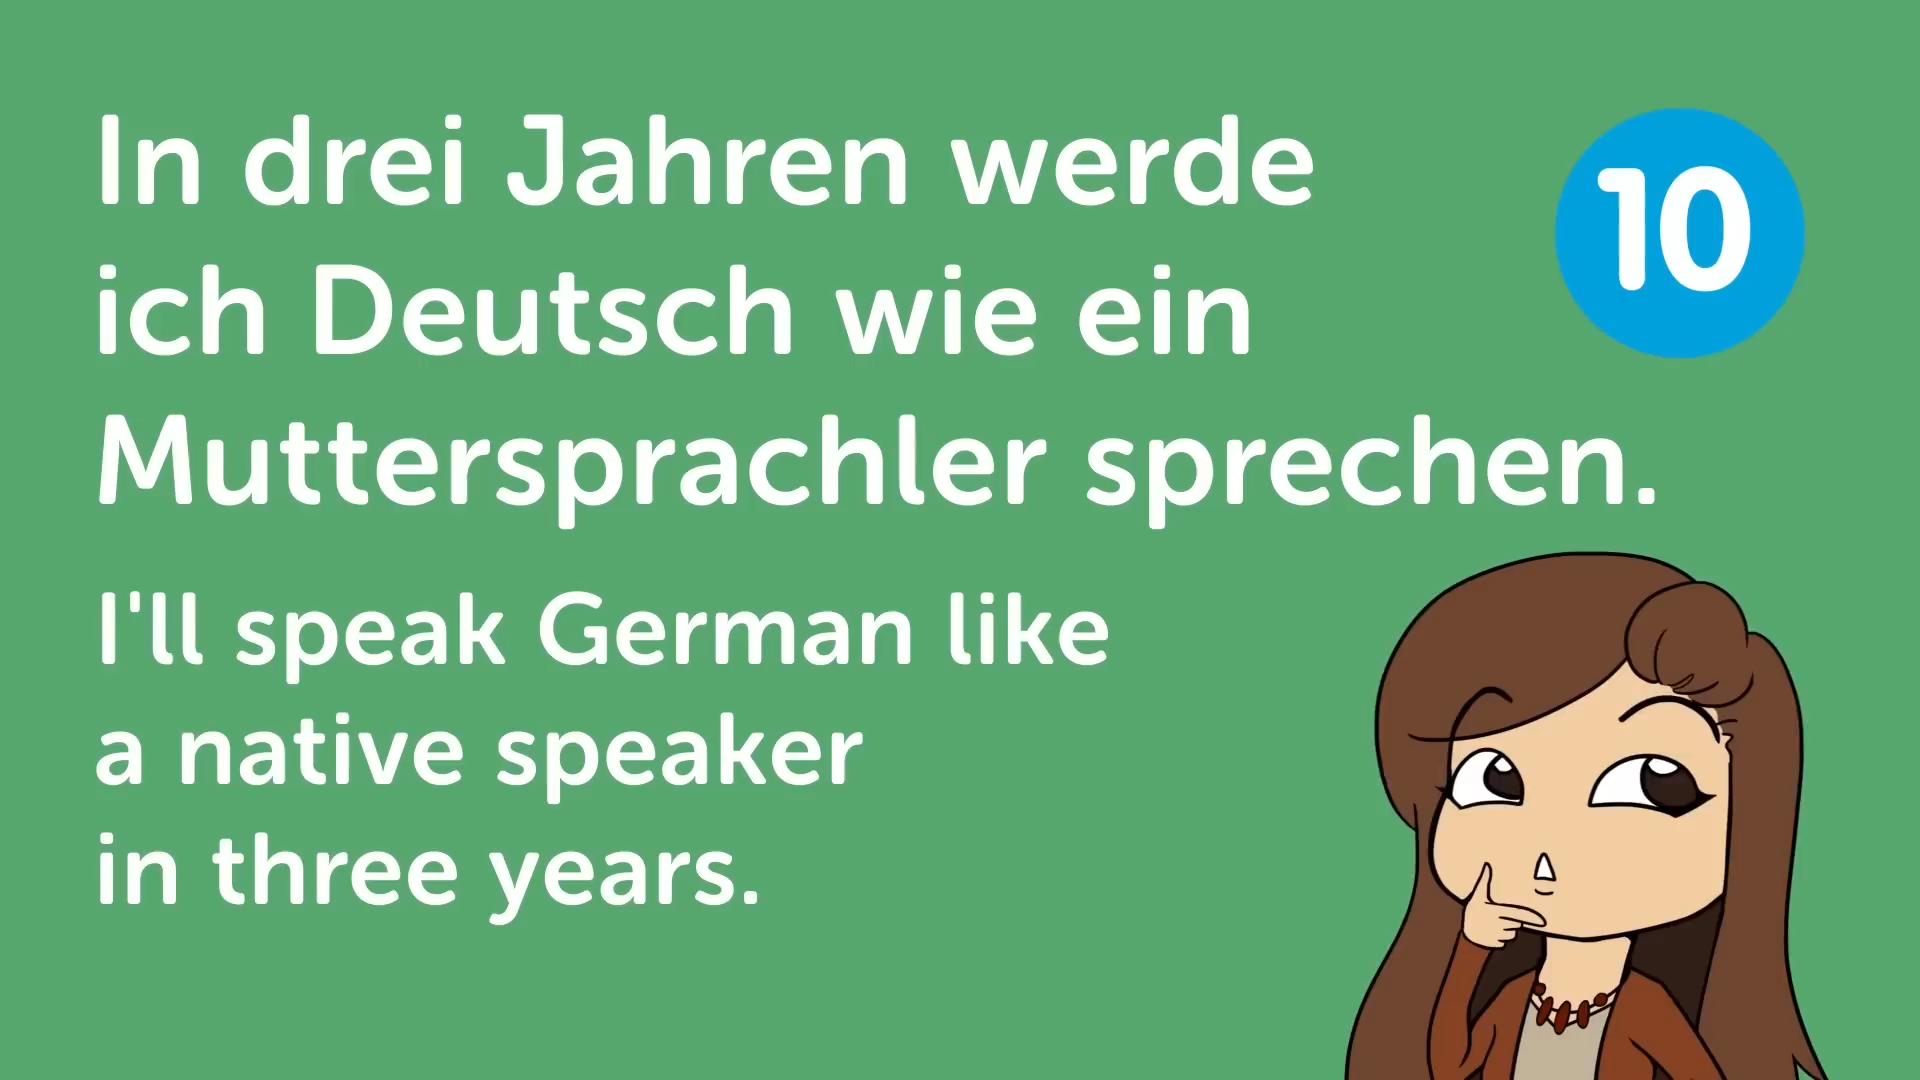 In drei Jahren werde
ich Deutsch wie ein
Muttersprachler sprechen.
10
I'll speak German like
a native speaker
in three years.